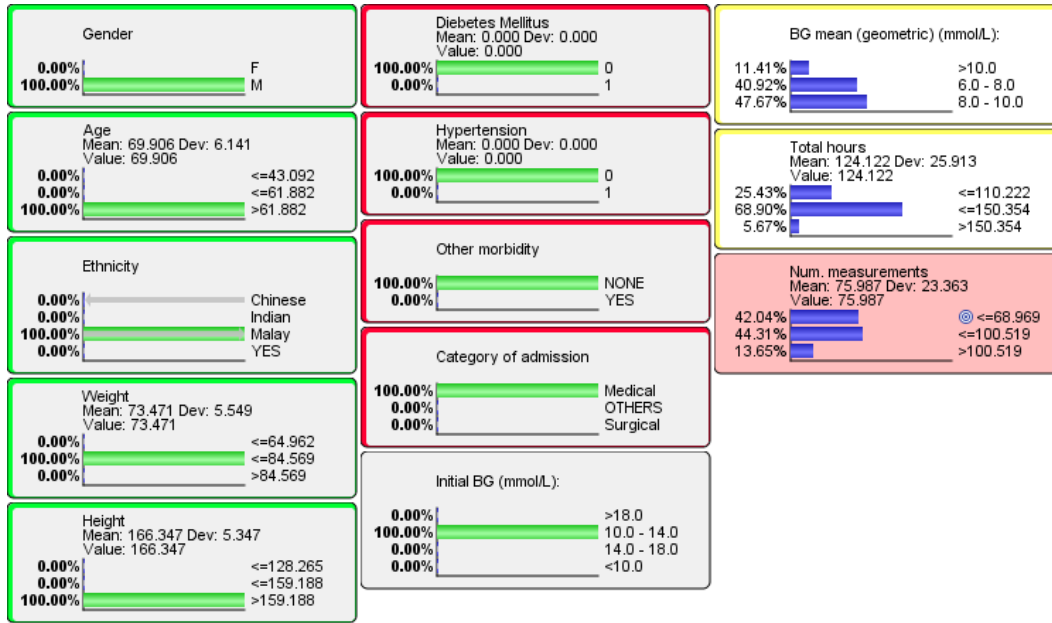 Gender
0.00% F
100.00% M
Age
Mean: 69.906 Dev: 6.141
Value: 69.906
0.00% <=43.092
0.00% <=61.882
100.00% >61.882
Ethnicity
0.00% Chinese
0.00% Indian
100.00% Malay
0.00% YES
Weight
Mean: 73.471 Dev: 5.549
Value: 73.471
0.00% <=64.962
100.00% <=84.569
0.00% >84.569
Height
Mean: 166.347 Dev: 5.347
Value: 166.347
0.00% <=128.265
0.00% <=159.188
100.00% >159.188
Diebetes Mellitus
Mean: 0.000 Dev: 0.000
Value: 0.000
100.00% 0
0.00% 1
Hypertension
Mean: 0.000 Dev: 0.000
Value: 0.000
100.00% 0
0.00% 1
Other morbidity
100.00% NONE
0.00% YES
Category of admission
100.00% Medical
0.00% OTHERS
0.00% Surgical
Initial BG (mmol/L):
0.00% >18.0
100.00% 10.0 - 14.0
0.00% 14.0 - 18.0
0.00% <10.0
BG mean (geometric) (mmol/L):
11.41% >10.0
40.92% 6.0 - 8.0
47.67% 8.0 - 10.0
Total hours
Mean: 124.122 Dev: 25.913
Value: 124.122
25.43% <=110.222
68.90% <=150.354
5.67% >150.354
Num. measurements
Mean: 75.987 Dev: 23.363
Value: 75.987
42.04% <=68.969
44.31% <=100.519
13.65% >100.519